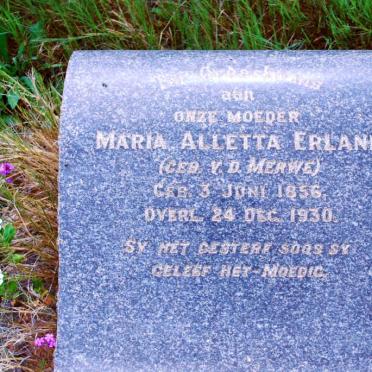 aan
ONZE MOEDER
MARIA ALLETTA ERLAN
(GEB. V. D. MERWE)
GEB. 3 JUNI 1856.
OVERL. 24 DEC. 1930.
SY HET GESTERF SOOS SY
GELEEF HET-MOEDIG.